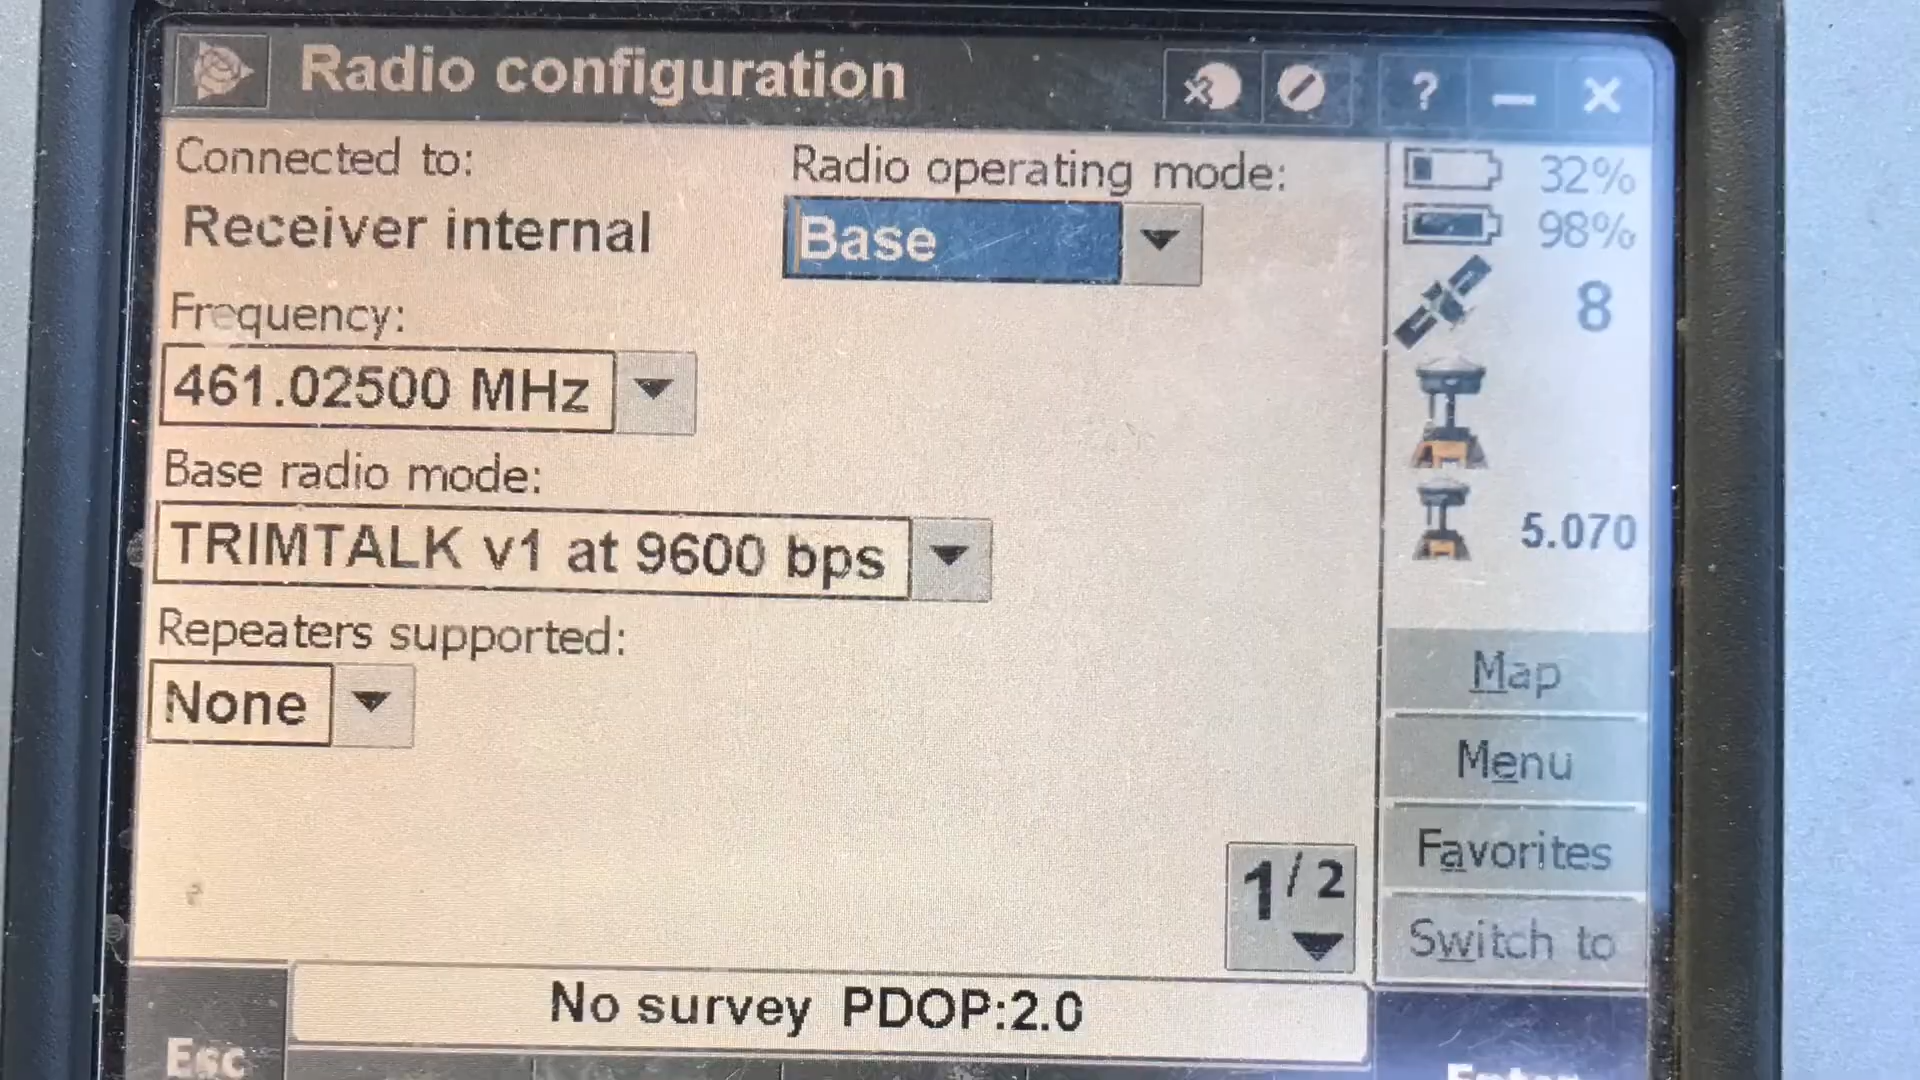 Radio configuration
?
Connected to:
Receiver internal
Radio operating mode:
Base
Frequency:
461.02500 MHz
Base radio mode:
TRIMTALK v1 at 9600 bps
Repeaters supported:
None
1/2
32%
98%
8
5.070
Map
Menu
Favorites
Switch to
No survey PDOP:2.0
Esc
Enter